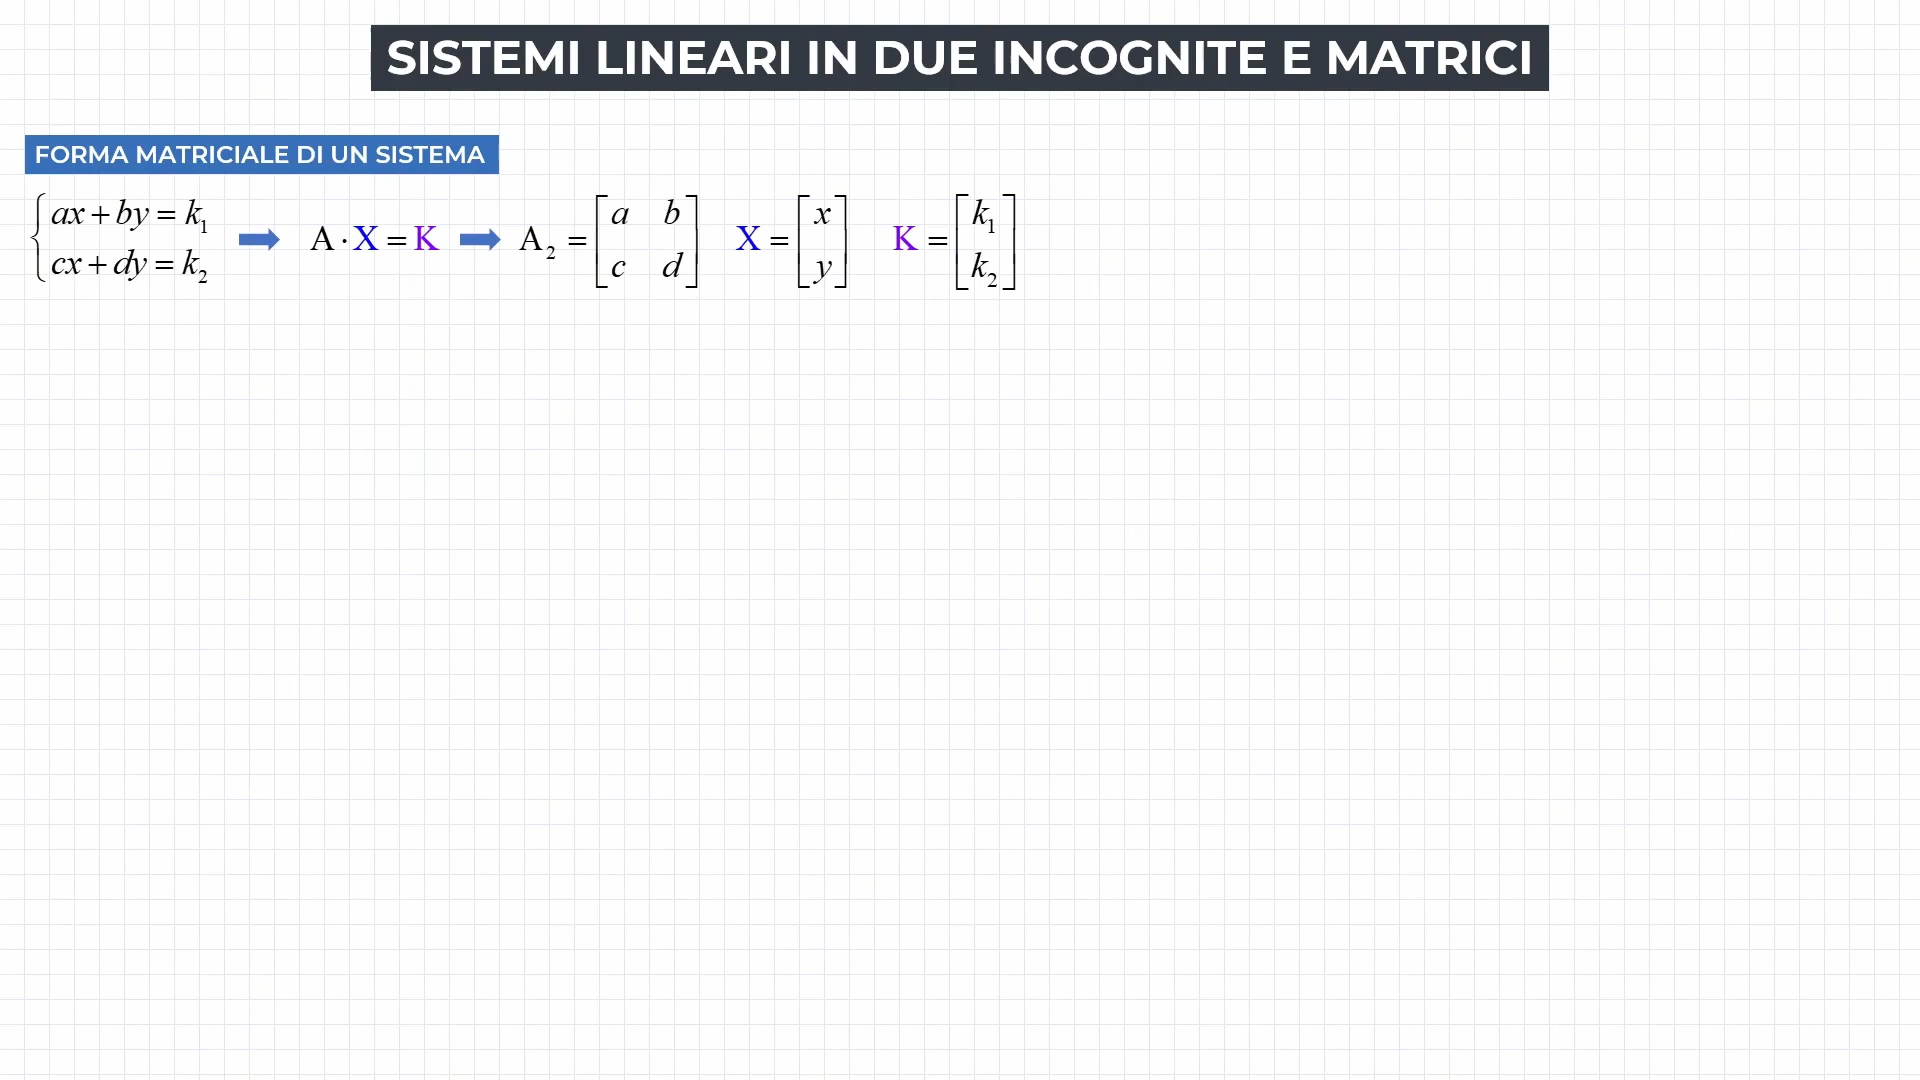 SISTEMI LINEARI IN DUE INCOGNITE E MATRICI
FORMA MATRICIALE DI UN SISTEMA
{ax + by = k₁
cx + dy = k₂
A · X = K
A₂ = [a b
c d]
X = [x
y]
K = [k₁
k₂]